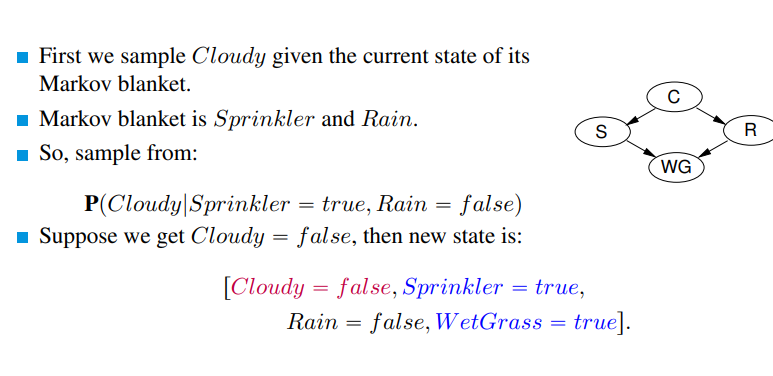 First we sample Cloudy given the current state of its
Markov blanket.
Markov blanket is Sprinkler and Rain.
So, sample from:
P(Cloudy|Sprinkler = true, Rain = false)
Suppose we get Cloudy = false, then new state is:
[Cloudy = false, Sprinkler = true,
Rain = false, WetGrass = true].
C
S
R
WG